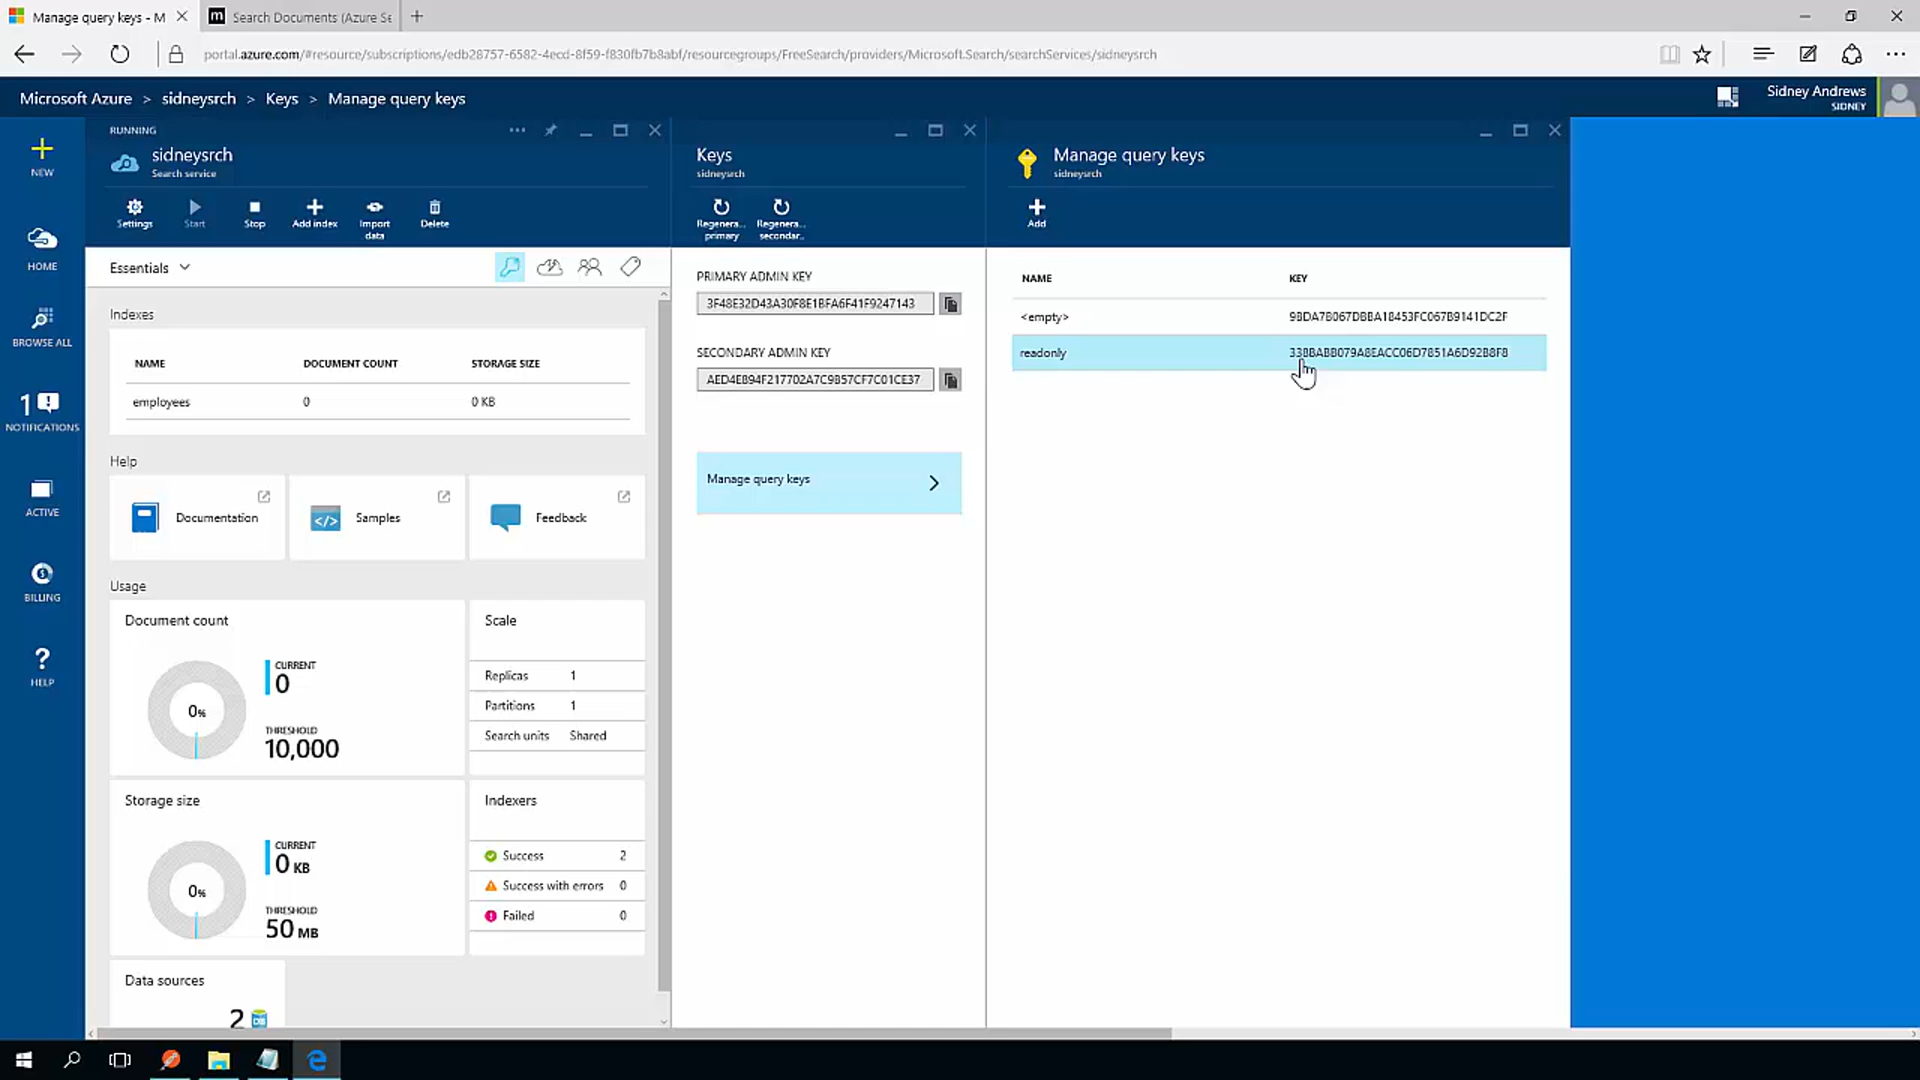 Manage query keys - M
Search Documents (Azure Se
portal.azure.com/#resource/subscriptions/edb28757-6582-4ecd-8f59-f830fb7b8abf/resourcegroups/FreeSearch/providers/Microsoft.Search/searchServices/sidneysrch
Microsoft Azure > sidneysrch > Keys > Manage query keys
Sidney Andrews
SIDNEY
NEW
HOME
BROWSE ALL
1
NOTIFICATIONS
ACTIVE
BILLING
HELP
RUNNING
sidneysrch
Search service
Settings
Start
Stop
Add index
Import data
Delete
Essentials
Indexes
NAME DOCUMENT COUNT STORAGE SIZE
employees 0 0 KB
Help
Documentation
Samples
Feedback
Usage
Document count
0%
CURRENT
0
THRESHOLD
10,000
Scale
Replicas 1
Partitions 1
Search units Shared
Storage size
0%
CURRENT
0 KB
THRESHOLD
50 MB
Indexers
Success 2
Success with errors 0
Failed 0
Data sources
2
Keys
sidneysrch
Regenera... primary
Regenera... secondar..
PRIMARY ADMIN KEY
3F48E32D43A30F8E1BFA6F41F9247143
SECONDARY ADMIN KEY
AED4EB94F217702A7C9B57CF7C01CE37
Manage query keys
Manage query keys
sidneysrch
Add
NAME KEY
<empty> 9BDA7B067DBBA18453FC067B9141DC2F
readonly 33BBABB079A8EACC06D7851A6D92B8F8